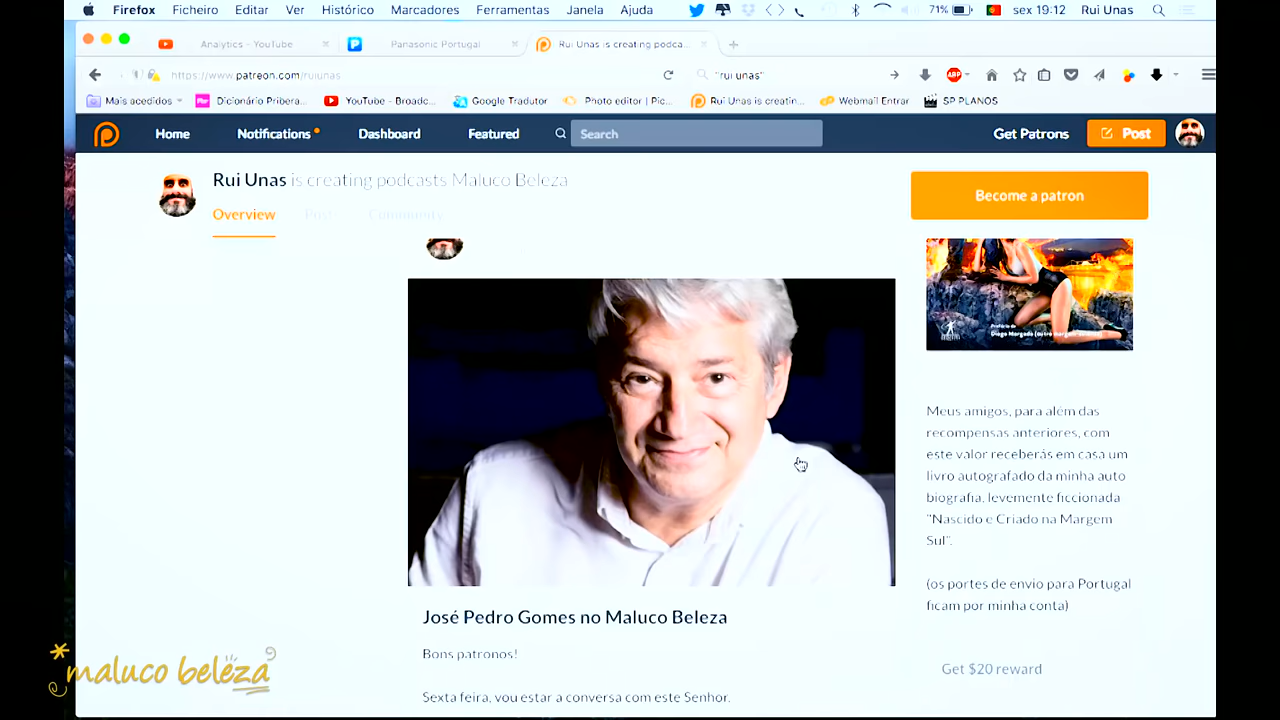 Firefox Ficheiro Editar Ver Histórico Marcadores Ferramentas Janela Ajuda 71% sex 19:12 Rui Unas
Analytics - YouTube Panasonic Portugal Rui Unas is creating podca...
https://www.patreon.com/ruiunas "rui unas"
Mais acedidos Dicionário Pribera... YouTube - Broadc... Google Tradutor Photo editor | Pic... Rui Unas is creatin... Webmail Entrar SP PLANOS
Home Notifications Dashboard Featured Search Get Patrons Post
Rui Unas is creating podcasts Maluco Beleza
Become a patron
Overview Post Community
Prefácio de
Diogo Morgado
Meus amigos, para além das
recompensas anteriores, com
este valor receberás em casa um
livro autografado da minha auto
biografia, levemente ficcionada
"Nascido e Criado na Margem
Sul".
(os portes de envio para Portugal
ficam por minha conta)
José Pedro Gomes no Maluco Beleza
Bons patronos!
Get $20 reward
Sexta feira, vou estar a conversa com este Senhor.
maluco beleza